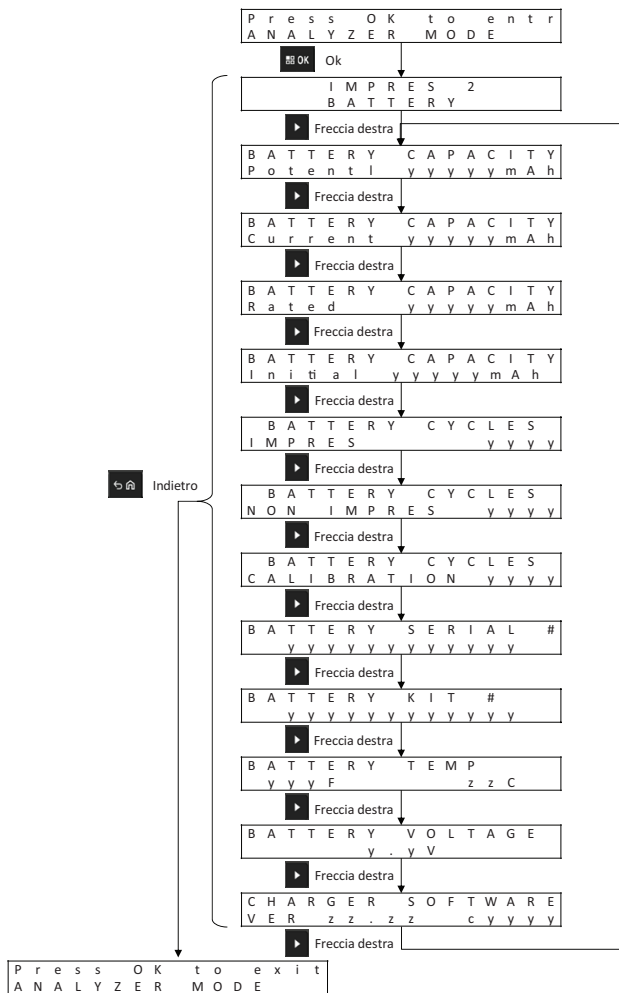 Press OK to entr
ANALYZER MODE
OK Ok
IMPRES 2
BATTERY
Freccia destra
BATTERY CAPACITY
Potentl yyyyymAh
Freccia destra
BATTERY CAPACITY
Current yyyyymAh
Freccia destra
BATTERY CAPACITY
Rated yyyyymAh
Freccia destra
BATTERY CAPACITY
Initial yyyyymAh
Freccia destra
BATTERY CYCLES
IMPRES yyyy
Freccia destra
Indietro
BATTERY CYCLES
NON IMPRES yyyy
Freccia destra
BATTERY CYCLES
CALIBRATION yyyy
Freccia destra
BATTERY SERIAL #
yyyyyyyyyyy
Freccia destra
BATTERY KIT #
yyyyyyyyyyy
Freccia destra
BATTERY TEMP
yyyF zzC
Freccia destra
BATTERY VOLTAGE
y.yV
Freccia destra
CHARGER SOFTWARE
VER zz.zz cyyyy
Freccia destra
Press OK to exit
ANALYZER MODE